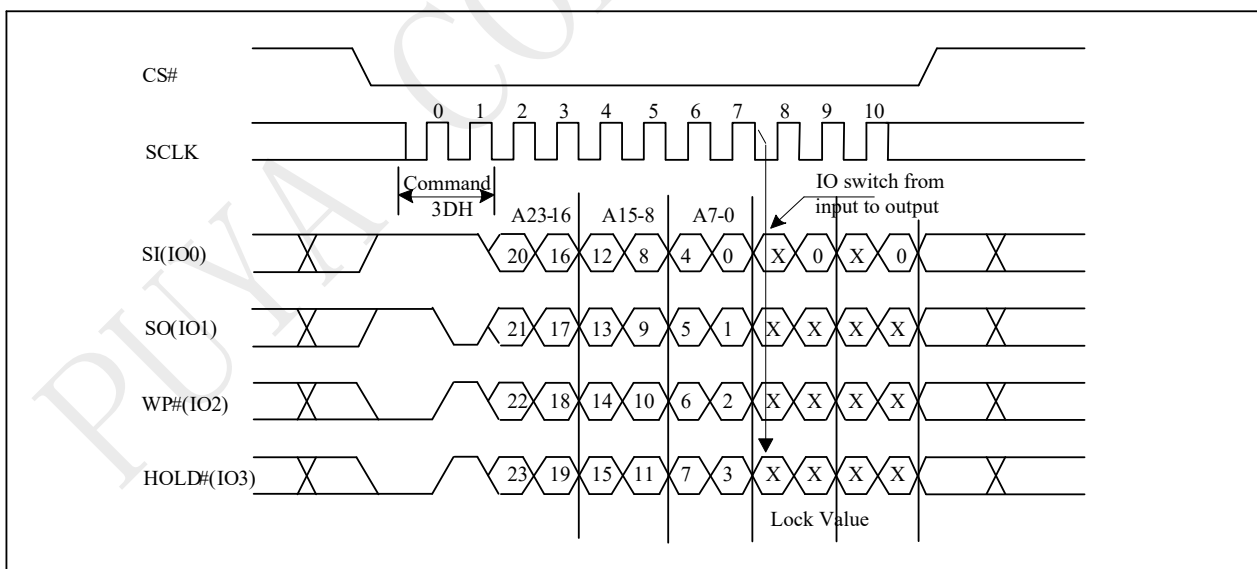 PUYA CO
CS#
0 1 2 3 4 5 6 7 8 9 10
SCLK
Command
3DH
IO switch from
input to output
A23-16 A15-8 A7-0
SI(IO0) 20 16 12 8 4 0 X 0 X 0
SO(IO1) 21 17 13 9 5 1 X X X X
WP#(IO2) 22 18 14 10 6 2 X X X X
HOLD#(IO3) 23 19 15 11 7 3 X X X X
Lock Value